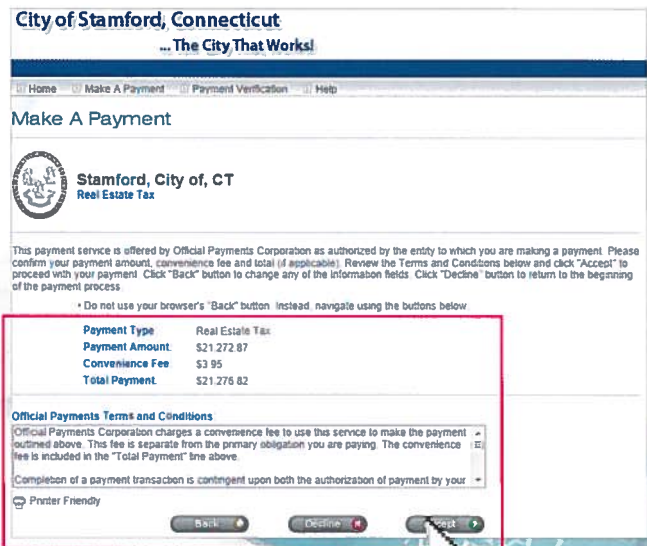 City of Stamford, Connecticut
... The City That Works!
Home Make A Payment Payment Verification Help
Make A Payment
Stamford, City of, CT
Real Estate Tax
This payment service is offered by Official Payments Corporation as authorized by the entity to which you are making a payment. Please
confirm your payment amount, convenience fee and total (if applicable). Review the Terms and Conditions below and click "Accept" to
proceed with your payment. Click "Back" button to change any of the information fields. Click "Decline" button to return to the beginning
of the payment process.
• Do not use your browser's "Back" button. Instead, navigate using the buttons below.
Payment Type Real Estate Tax
Payment Amount: $21,272.87
Convenience Fee $3.95
Total Payment: $21,276.82
Official Payments Terms and Conditions
Official Payments Corporation charges a convenience fee to use this service to make the payment
outlined above. This fee is separate from the primary obligation you are paying. The convenience
fee is included in the "Total Payment" line above.
Completion of a payment transaction is contingent upon both the authorization of payment by your
Printer Friendly
Back Decline Accept